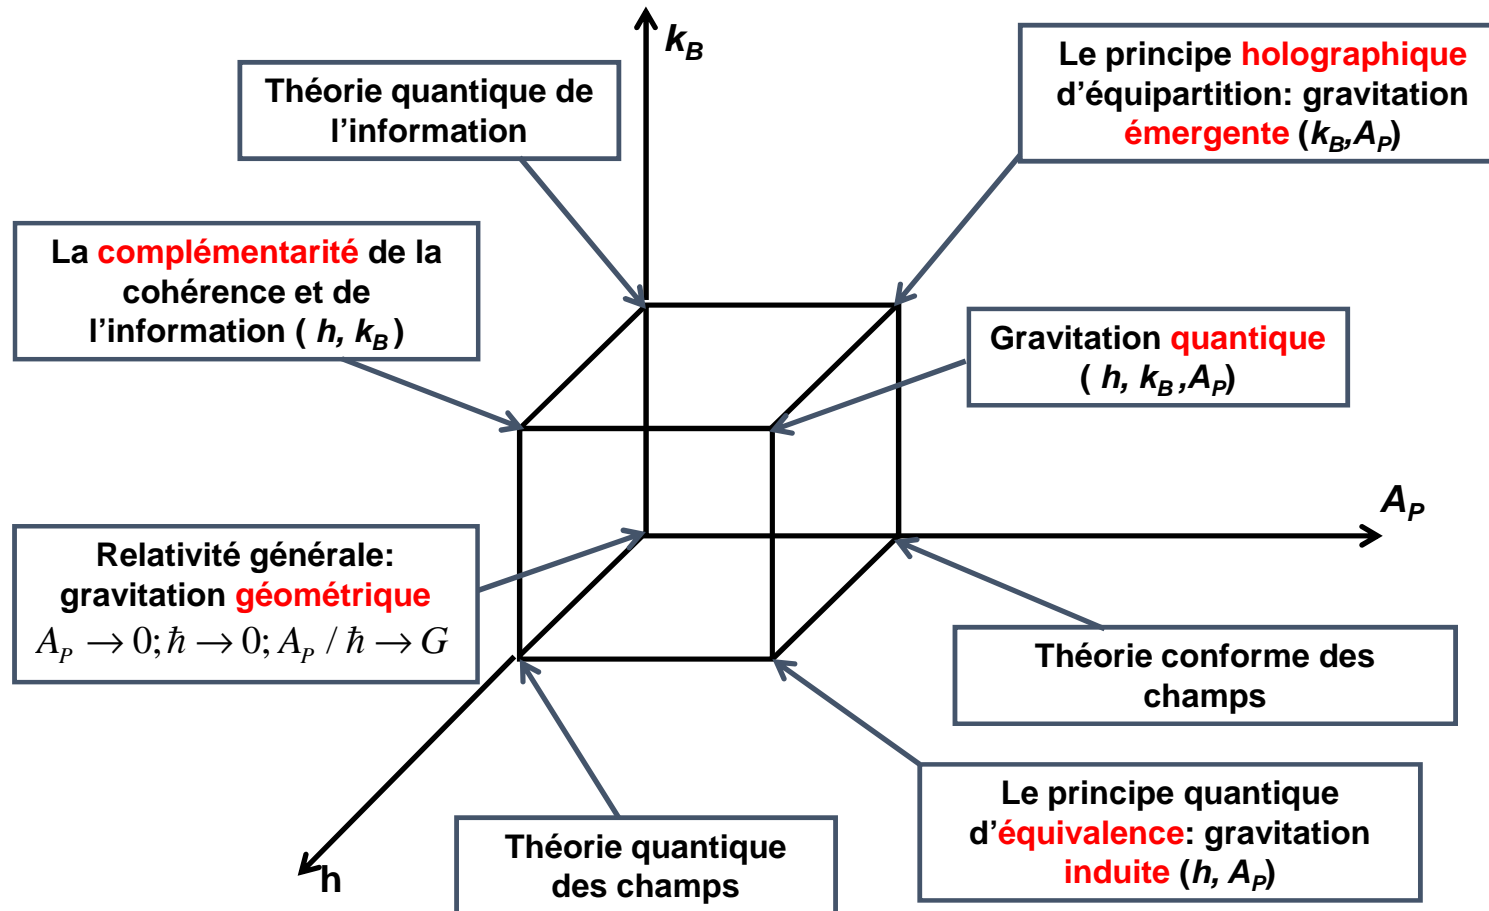 k_B
Théorie quantique de
l’information
Le principe holographique
d’équipartition: gravitation
émergente (k_B,A_P)
La complémentarité de la
cohérence et de
l’information ( h, k_B )
Gravitation quantique
( h, k_B ,A_P)
A_P
Relativité générale:
gravitation géométrique
A_P → 0; ℏ → 0; A_P / ℏ → G
Théorie conforme des
champs
Le principe quantique
d’équivalence: gravitation
induite (h, A_P)
Théorie quantique
des champs
h